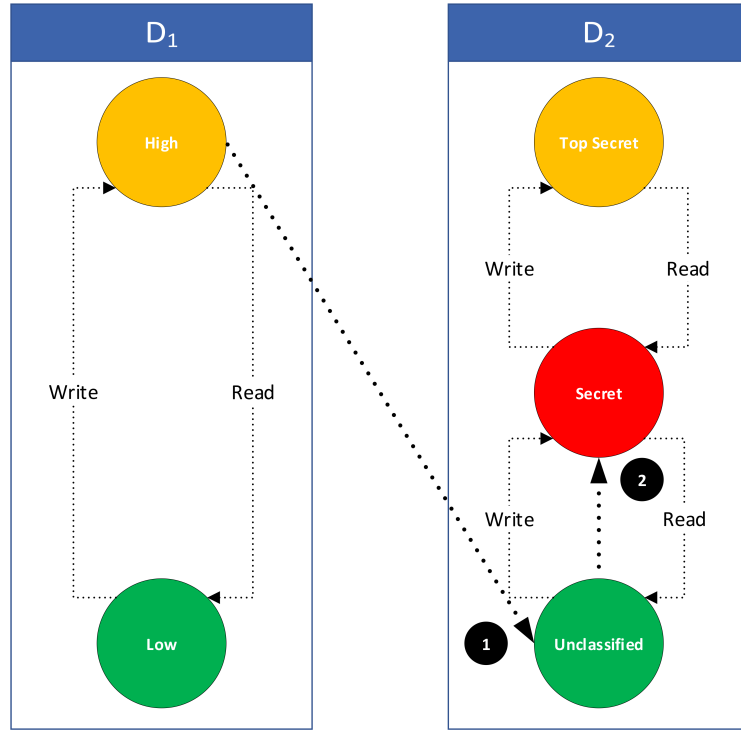 D₁
D₂
High
Top Secret
Write
Read
Write
Read
Secret
2
Write
Read
1
Low
Unclassified